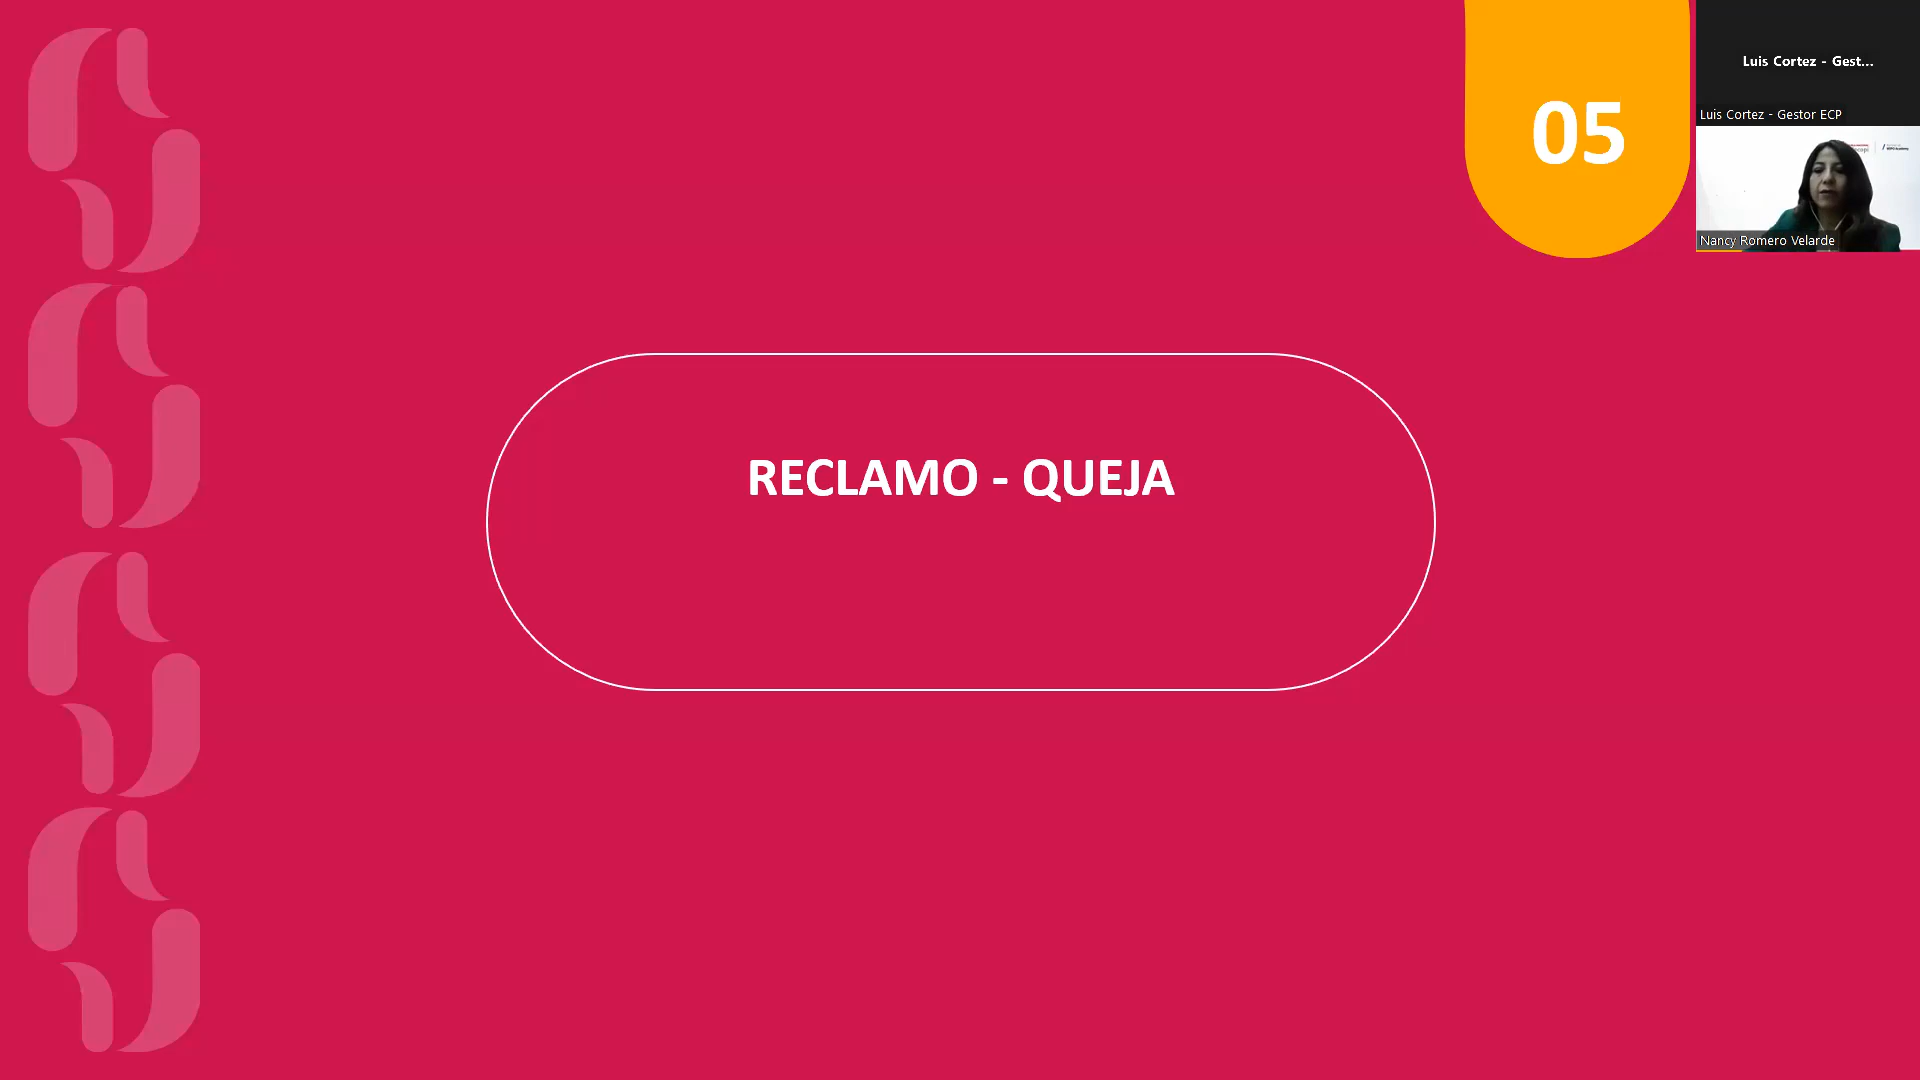 05
Luis Cortez - Gest...
Luis Cortez - Gestor ECP
Nancy Romero Velarde
RECLAMO - QUEJA